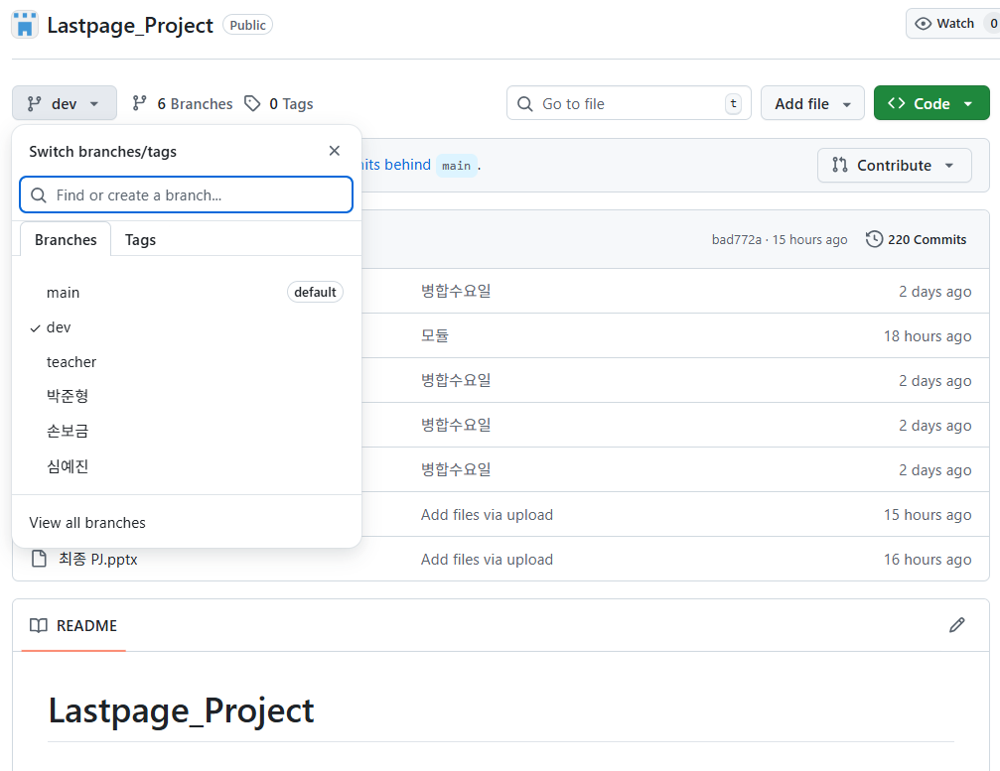 Lastpage_Project Public Watch 0
dev 6 Branches 0 Tags Go to file t Add file Code
Switch branches/tags
behind main . Contribute
Find or create a branch...
Branches Tags
bad772a · 15 hours ago 220 Commits
main default
병합수요일 2 days ago
dev
모듈 18 hours ago
teacher
병합수요일 2 days ago
박준형
손보금
병합수요일 2 days ago
심예진
병합수요일 2 days ago
Add files via upload 15 hours ago
View all branches
최종 PJ.pptx Add files via upload 16 hours ago
README
Lastpage_Project